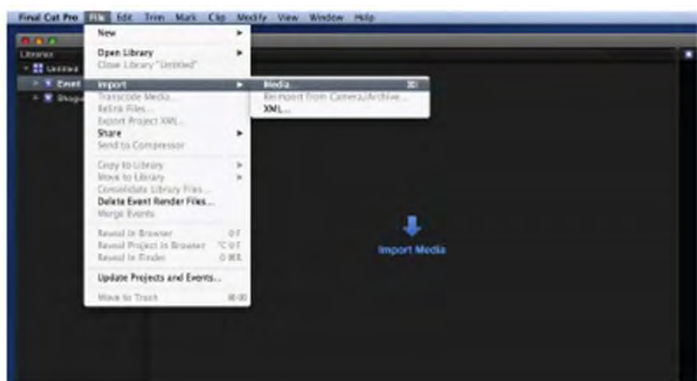 Final Cut Pro File Edit Trim Mark Clip Modify View Window Help
New
Libraries
Open Library
Untitled
Close Library "Untitled"
Event
Import
Media...
Transcode Media...
Reimport from Camera/Archive...
Relink Files...
XML...
Export Project XML...
Share
Send to Compressor
Copy to Library
Move to Library
Consolidate Library Files...
Delete Event Render Files...
Merge Events
Reveal in Browser ⇧F
Reveal Project in Browser ⌥⇧F
Reveal in Finder ⇧⌘R
Import Media
Update Projects and Events...
Move to Trash